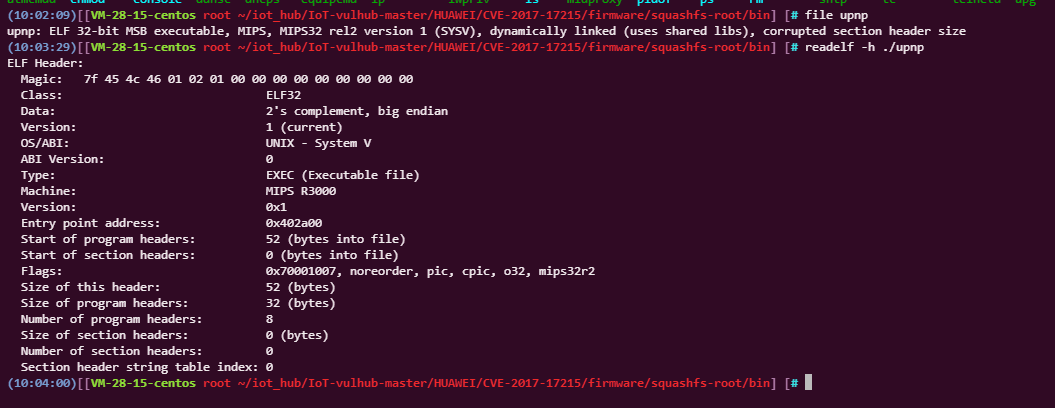 (10:02:09)[[VM-28-15-centos root ~/iot_hub/IoT-vulhub-master/HUAWEI/CVE-2017-17215/firmware/squashfs-root/bin] [# file upnp
upnp: ELF 32-bit MSB executable, MIPS, MIPS32 rel2 version 1 (SYSV), dynamically linked (uses shared libs), corrupted section header size
(10:03:29)[[VM-28-15-centos root ~/iot_hub/IoT-vulhub-master/HUAWEI/CVE-2017-17215/firmware/squashfs-root/bin] [# readelf -h ./upnp
ELF Header:
  Magic:   7f 45 4c 46 01 02 01 00 00 00 00 00 00 00 00 00
  Class:                             ELF32
  Data:                              2's complement, big endian
  Version:                           1 (current)
  OS/ABI:                            UNIX - System V
  ABI Version:                       0
  Type:                              EXEC (Executable file)
  Machine:                           MIPS R3000
  Version:                           0x1
  Entry point address:               0x402a00
  Start of program headers:          52 (bytes into file)
  Start of section headers:          0 (bytes into file)
  Flags:                             0x70001007, noreorder, pic, cpic, o32, mips32r2
  Size of this header:               52 (bytes)
  Size of program headers:           32 (bytes)
  Number of program headers:         8
  Size of section headers:           0 (bytes)
  Number of section headers:         0
  Section header string table index: 0
(10:04:00)[[VM-28-15-centos root ~/iot_hub/IoT-vulhub-master/HUAWEI/CVE-2017-17215/firmware/squashfs-root/bin] [#